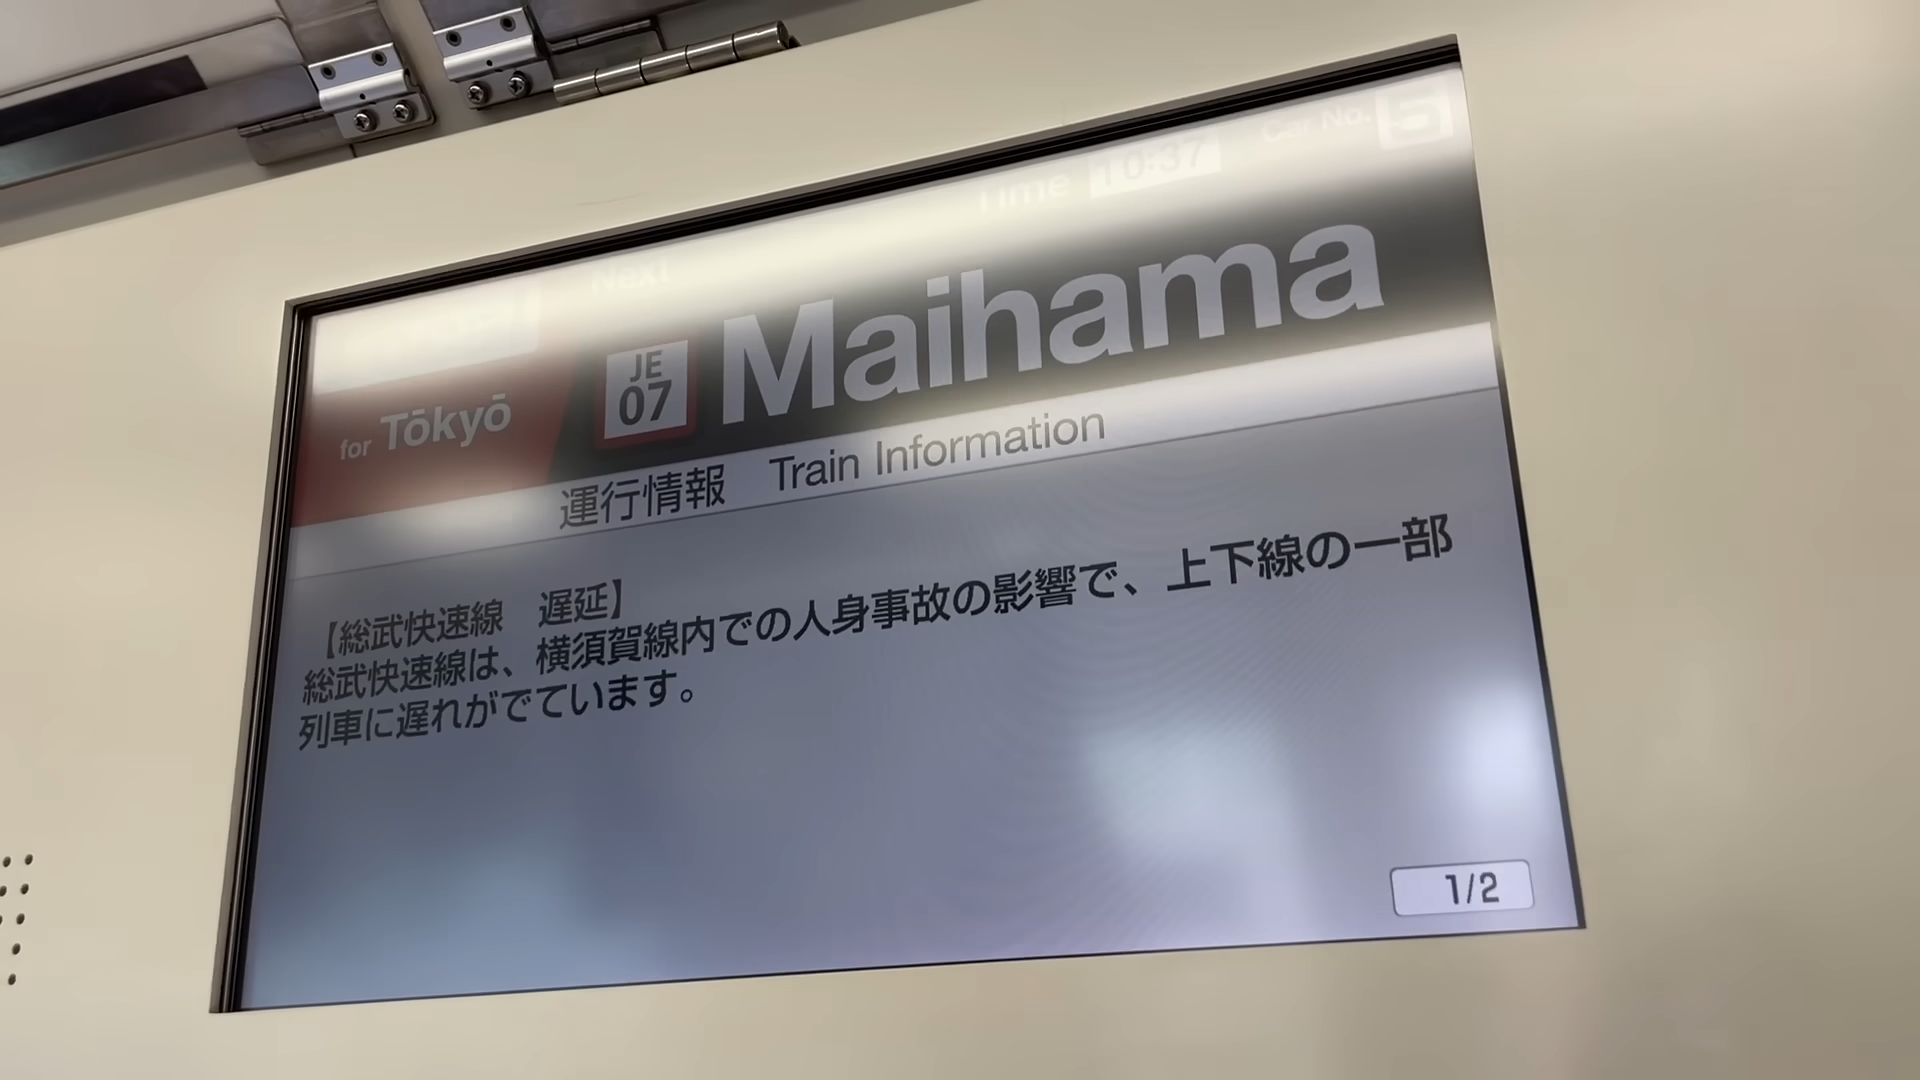 Car No. 5
Time 10:37
Next
for Tōkyō
JE
07
Maihama
運行情報 Train Information
【総武快速線 遅延】
総武快速線は、横須賀線内での人身事故の影響で、上下線の一部
列車に遅れがでています。
1/2